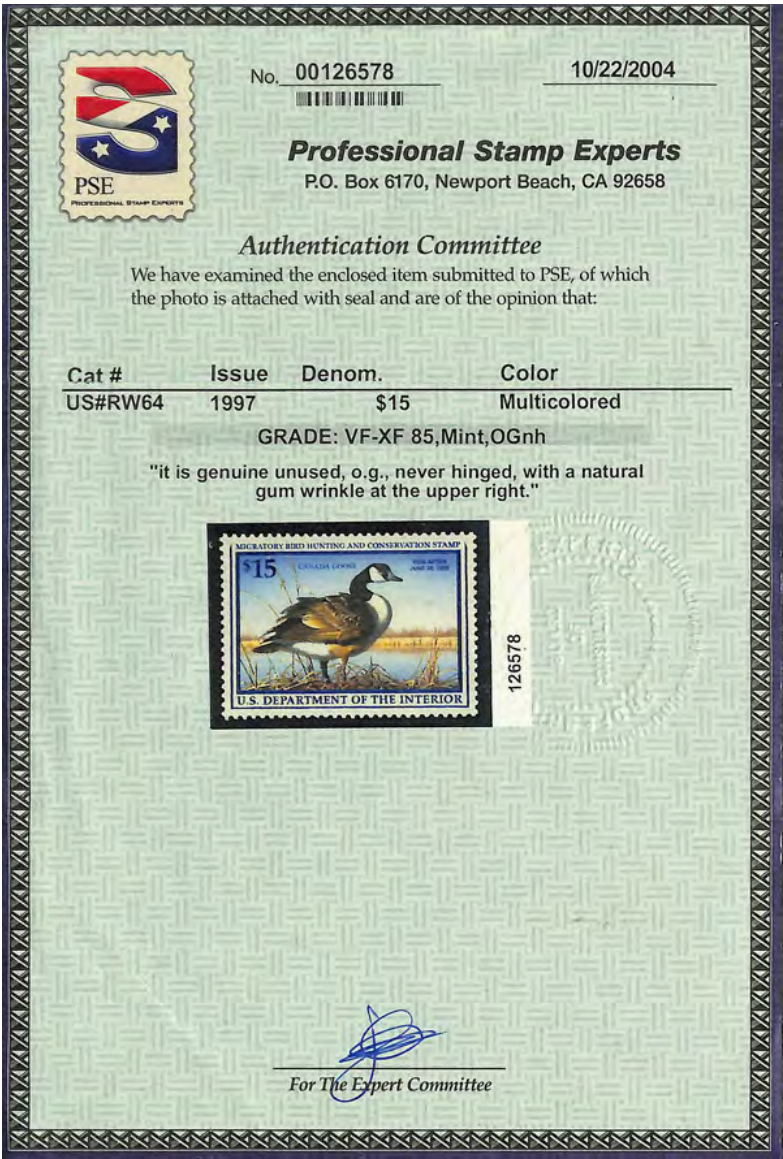 No. 00126578
10/22/2004
PSE
PROFESSIONAL STAMP EXPERTS
Professional Stamp Experts
P.O. Box 6170, Newport Beach, CA 92658
Authentication Committee
We have examined the enclosed item submitted to PSE, of which
the photo is attached with seal and are of the opinion that:
Cat # Issue Denom. Color
US#RW64 1997 $15 Multicolored
GRADE: VF-XF 85,Mint,OGnh
"it is genuine unused, o.g., never hinged, with a natural
gum wrinkle at the upper right."
MIGRATORY BIRD HUNTING AND CONSERVATION STAMP
$15
CANADA GOOSE
U.S. DEPARTMENT OF THE INTERIOR
126578
For The Expert Committee